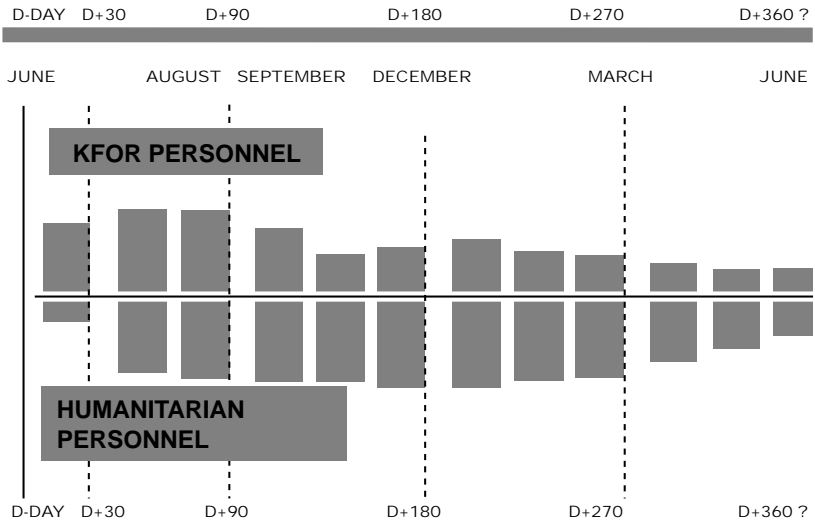 D-DAY D+30 D+90 D+180 D+270 D+360 ?
JUNE AUGUST SEPTEMBER DECEMBER MARCH JUNE
KFOR PERSONNEL
HUMANITARIAN
PERSONNEL
D-DAY D+30 D+90 D+180 D+270 D+360 ?